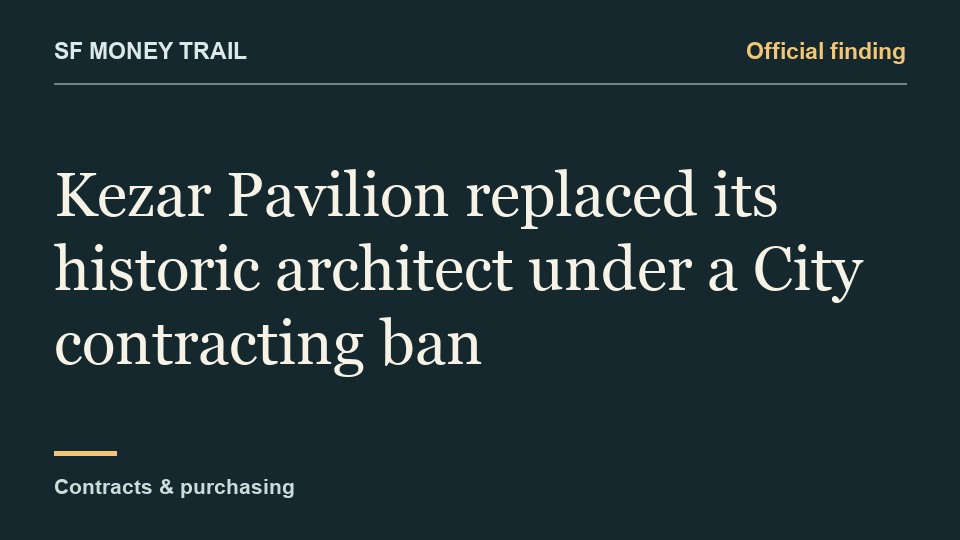 SF MONEY TRAIL
Official finding
Kezar Pavilion replaced its
historic architect under a City
contracting ban
Contracts & purchasing